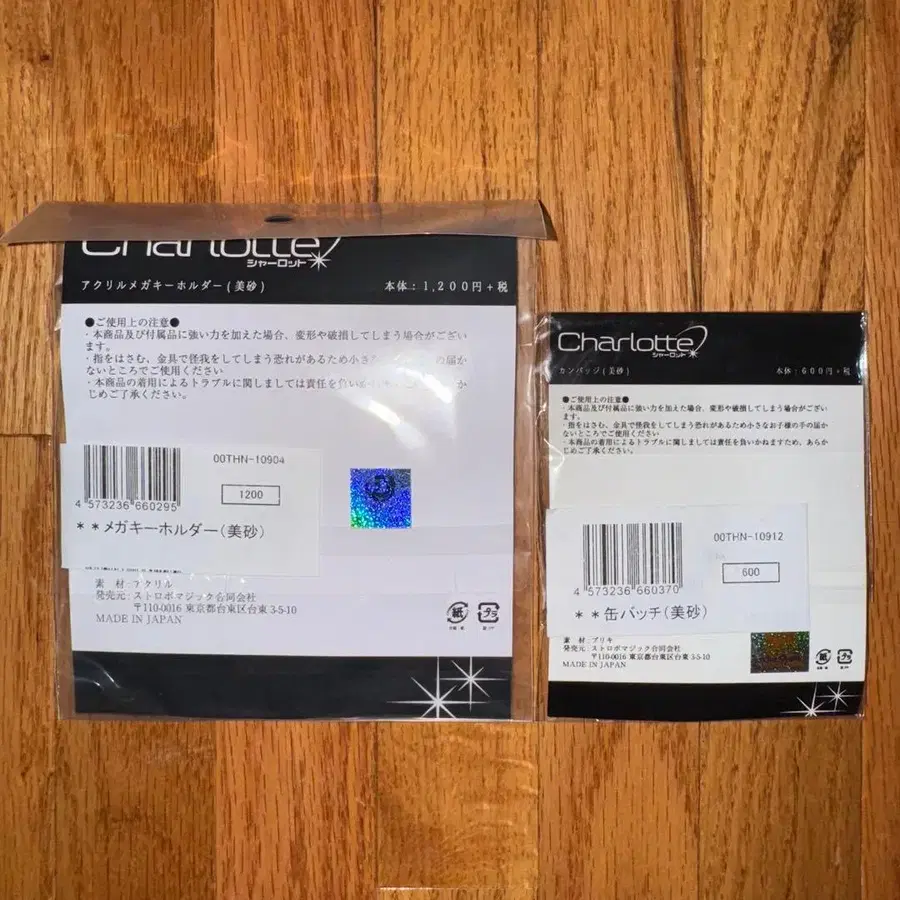 Charlotte
シャーロット
アクリルメガキーホルダー(美砂)
本体:1,200円+税
●ご使用上の注意●
・本商品及び付属品に強い力を加えた場合、変形や破損してしまう場合がござい
ます。
・指をはさむ、金具で怪我をしてしまう恐れがあるため小さな の届か
ないところでご使用ください
・本商品の着用によるトラブルに関しましては責任を負いか か
じめご了承ください。
00THN-10904
1200
4 573236 660295
**メガキーホルダー(美砂)
素 材:アクリル
発売元:ストロボマジック合同会社
〒110-0016 東京都台東区台東 3-5-10
MADE IN JAPAN
紙
プラ
Charlotte
シャーロット
カンバッジ(美砂)
本体:600円+税
●ご使用上の注意●
・本商品及び付属品に強い力を加えた場合、変形や破損してしまう場合がござい
ます。
・指をはさむ、金具で怪我をしてしまう恐れがあるため小さなお子様の手の届か
ないところでご使用ください
・本商品の着用によるトラブルに関しましては責任を負いかねますため、あらか
じめご了承ください。
00THN-10912
600
4 573236 660370
**缶バッチ(美砂)
素 材:ブリキ
発売元:ストロボマジック合同会社
〒110-0016 東京都台東区台東 3-5-10
MADE IN JAPAN
紙
プラ